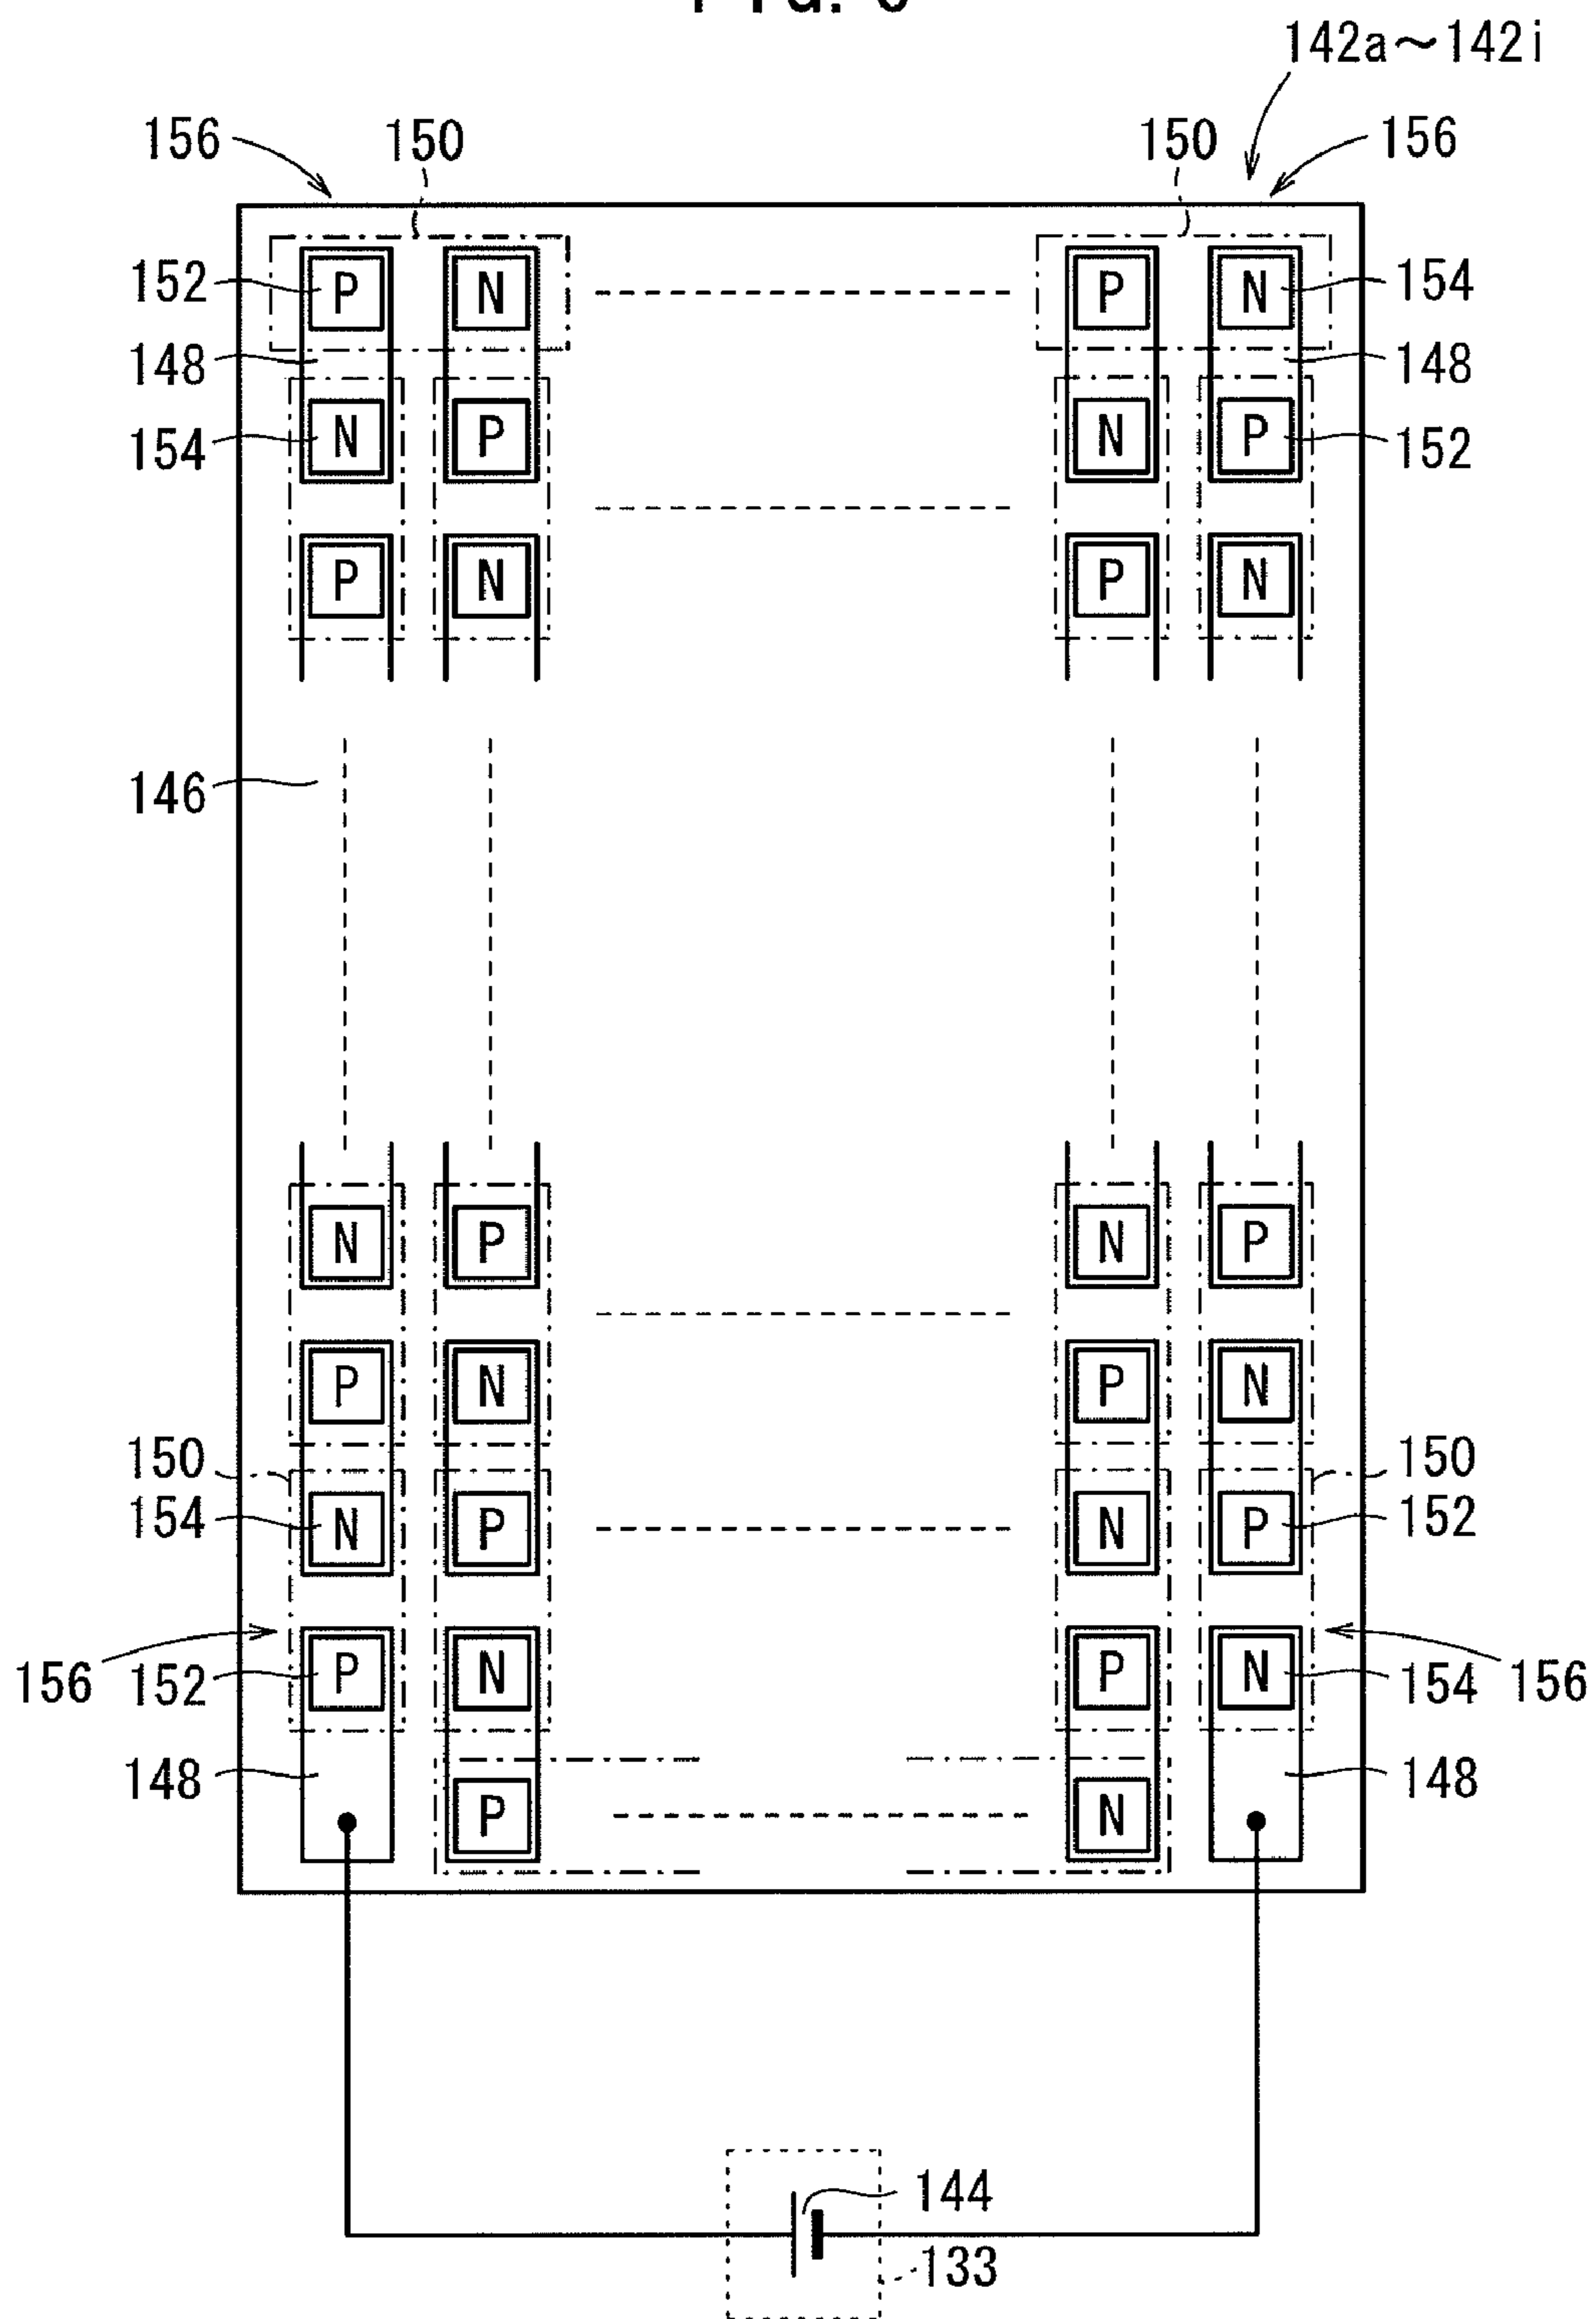 142a～142i
156 150 150 156
152 P N P N 154
148 148
154 N P N P 152
P N P N
146
N P N P
P N P N
150 150
154 N P N P 152
156 152 P N P N 154 156
148 148
P N
144
133